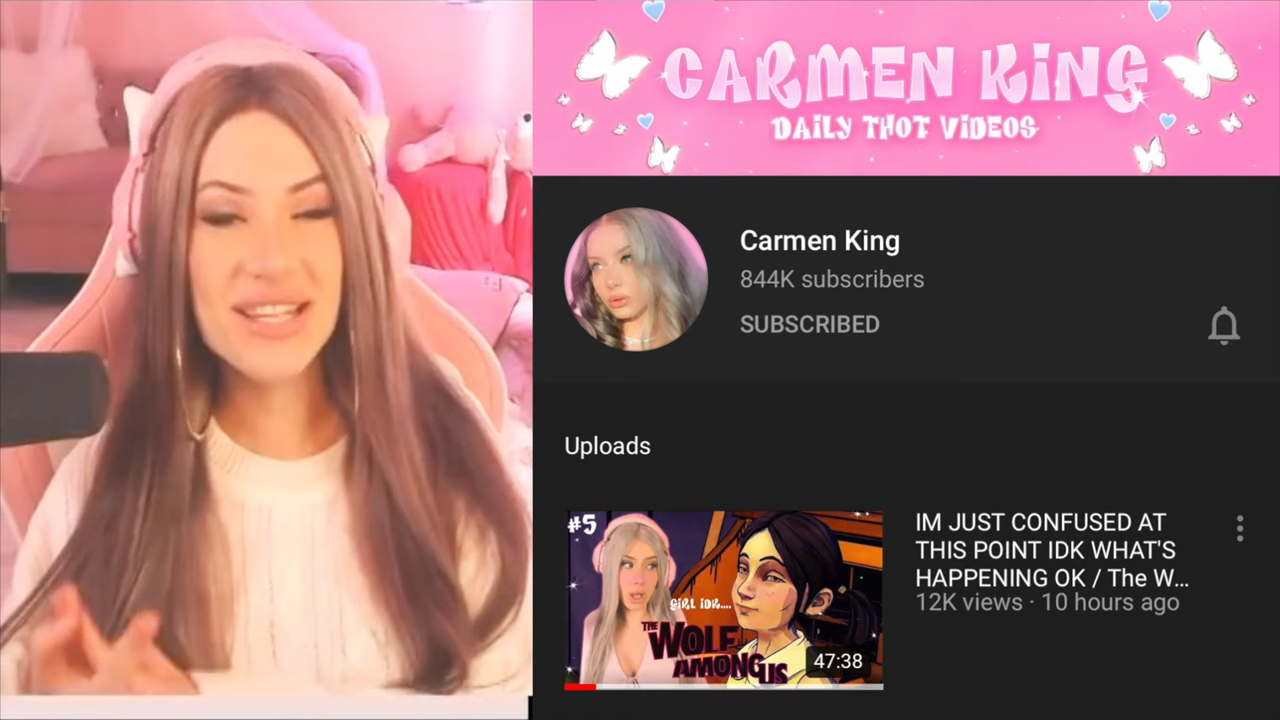 CARMEN KiNG
DAiLY THOT ViDEOS
Carmen King
844K subscribers
SUBSCRIBED
Uploads
#5
GiRL iDK....
THE
WOLF
AMONG US
47:38
IM JUST CONFUSED AT
THIS POINT IDK WHAT'S
HAPPENING OK / The W...
12K views · 10 hours ago